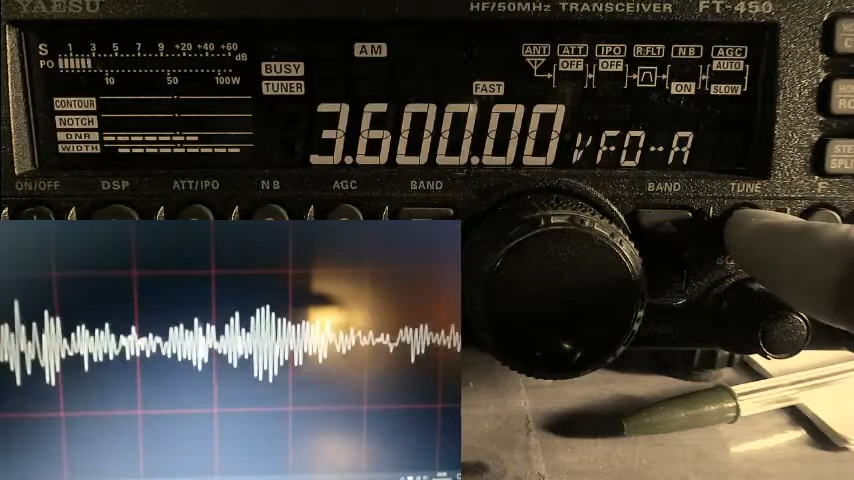 YAESU HF/50MHz TRANSCEIVER FT-450
S 1 3 5 7 9 +20 +40 +60 dB
PO 10 50 100W
AM
BUSY
TUNER
FAST
ANT ATT IPO R.FLT NB AGC
OFF OFF ON AUTO SLOW
CONTOUR
NOTCH
DNR
WIDTH
3.600.00 VFO-A
ON/OFF DSP ATT/IPO NB AGC BAND BAND TUNE